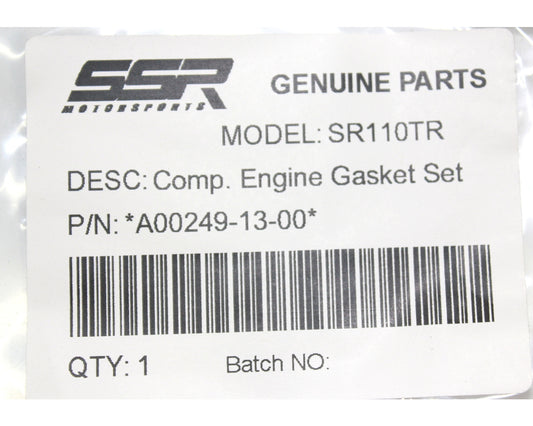 SSR GENUINE PARTS
MOTORSPORTS
MODEL: SR110TR
DESC: Comp. Engine Gasket Set
P/N: *A00249-13-00*
QTY: 1 Batch NO: